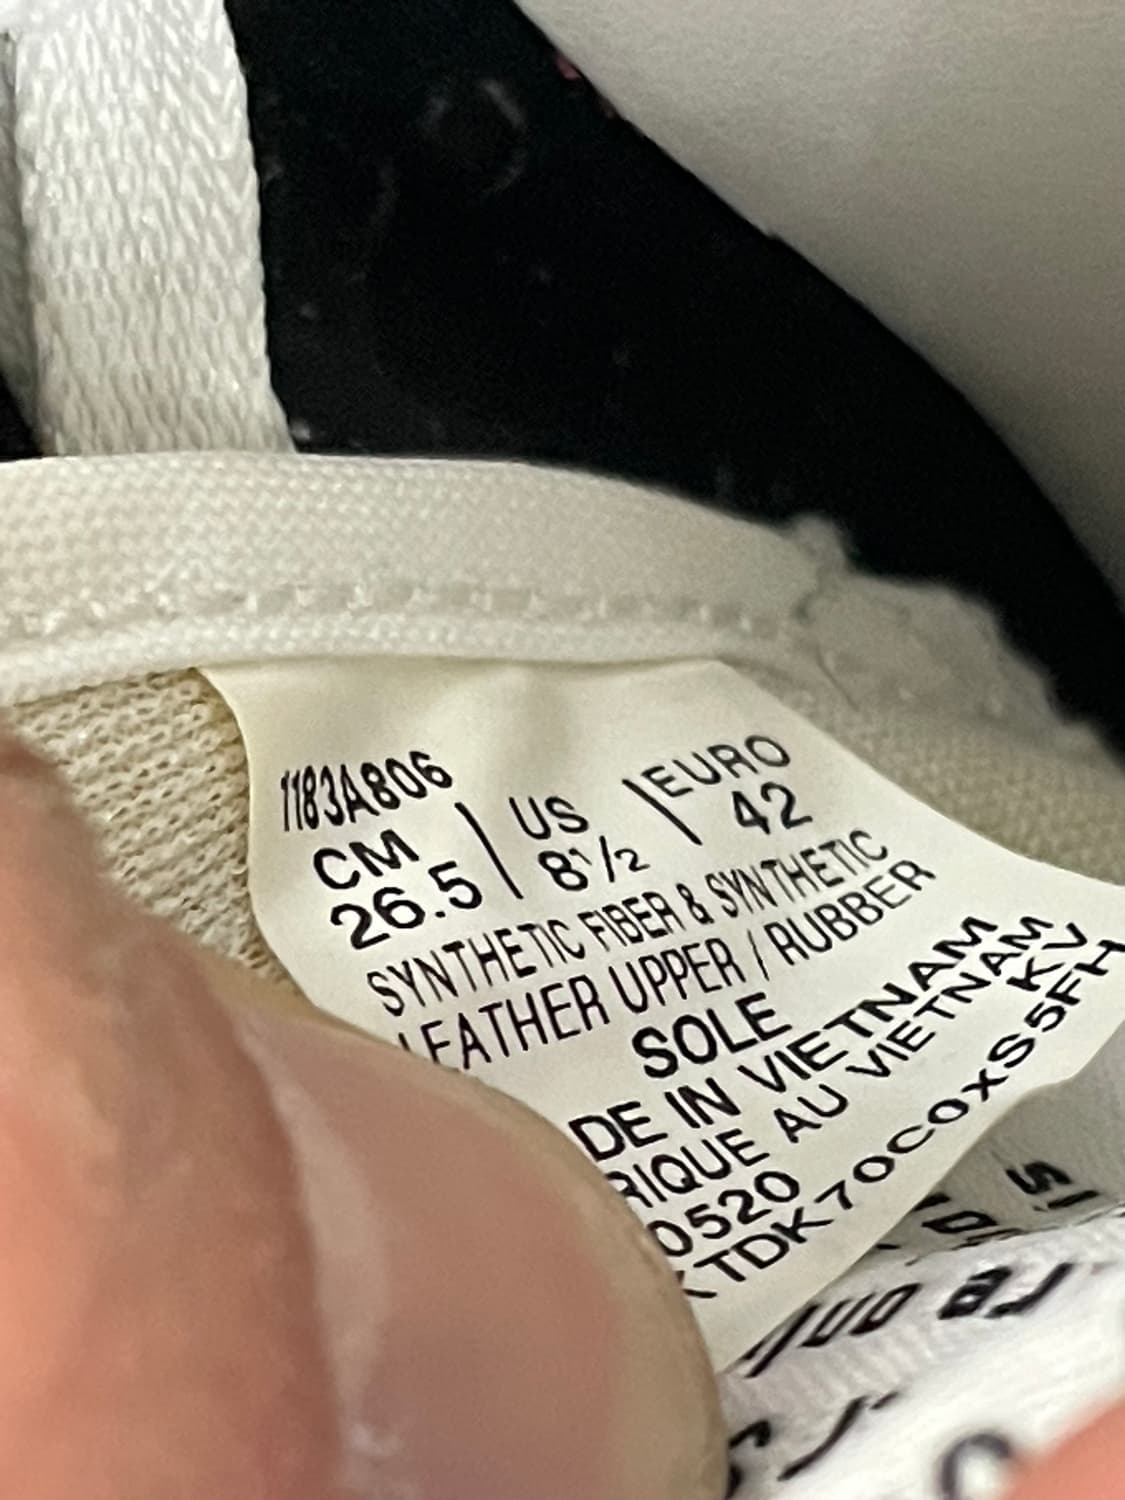 1183A806
CM | US | EURO
26.5 8½ 42
SYNTHETIC FIBER & SYNTHETIC
LEATHER UPPER / RUBBER
SOLE
DE IN VIETNAM
RIQUE AU VIETNAM
0520 KV
KTDK70C0xS5FH